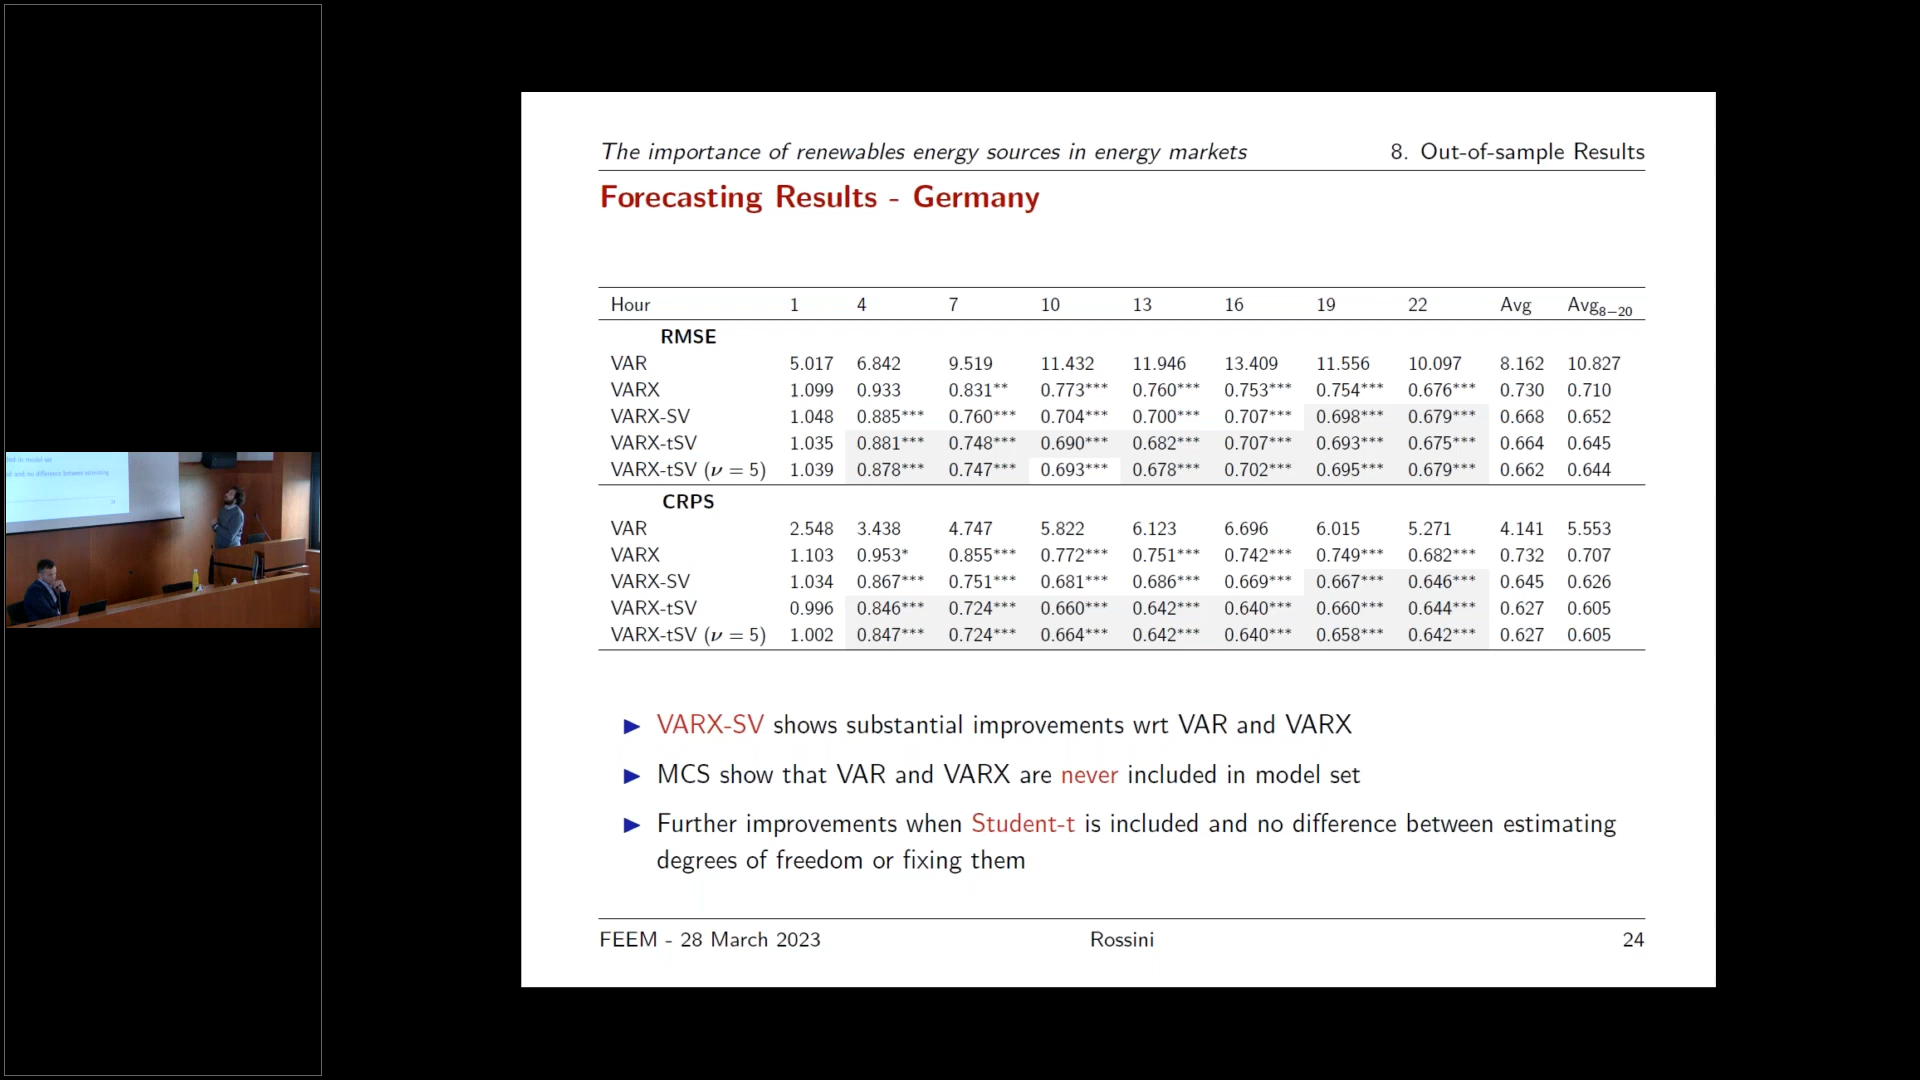 The importance of renewables energy sources in energy markets 8. Out-of-sample Results
Forecasting Results - Germany
Hour 1 4 7 10 13 16 19 22 Avg Avg8−20
RMSE
VAR 5.017 6.842 9.519 11.432 11.946 13.409 11.556 10.097 8.162 10.827
VARX 1.099 0.933 0.831** 0.773*** 0.760*** 0.753*** 0.754*** 0.676*** 0.730 0.710
VARX-SV 1.048 0.885*** 0.760*** 0.704*** 0.700*** 0.707*** 0.698*** 0.679*** 0.668 0.652
VARX-tSV 1.035 0.881*** 0.748*** 0.690*** 0.682*** 0.707*** 0.693*** 0.675*** 0.664 0.645
VARX-tSV (ν = 5) 1.039 0.878*** 0.747*** 0.693*** 0.678*** 0.702*** 0.695*** 0.679*** 0.662 0.644
CRPS
VAR 2.548 3.438 4.747 5.822 6.123 6.696 6.015 5.271 4.141 5.553
VARX 1.103 0.953* 0.855*** 0.772*** 0.751*** 0.742*** 0.749*** 0.682*** 0.732 0.707
VARX-SV 1.034 0.867*** 0.751*** 0.681*** 0.686*** 0.669*** 0.667*** 0.646*** 0.645 0.626
VARX-tSV 0.996 0.846*** 0.724*** 0.660*** 0.642*** 0.640*** 0.660*** 0.644*** 0.627 0.605
VARX-tSV (ν = 5) 1.002 0.847*** 0.724*** 0.664*** 0.642*** 0.640*** 0.658*** 0.642*** 0.627 0.605
► VARX-SV shows substantial improvements wrt VAR and VARX
► MCS show that VAR and VARX are never included in model set
► Further improvements when Student-t is included and no difference between estimating
degrees of freedom or fixing them
FEEM - 28 March 2023 Rossini 24